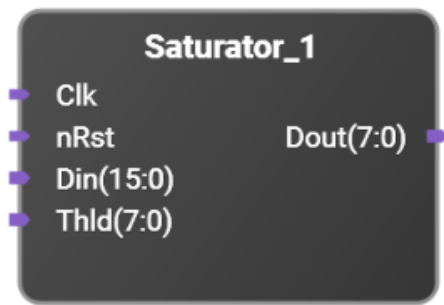 Saturator_1
Clk
nRst Dout(7:0)
Din(15:0)
Thld(7:0)